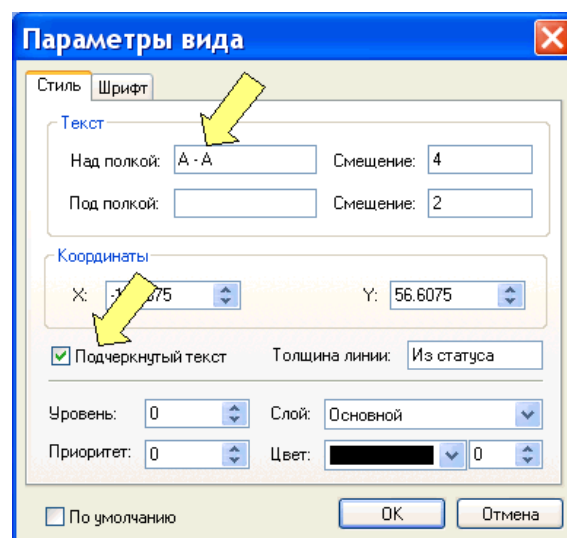 Параметры вида
Стиль Шрифт
Текст
Над полкой: А - А Смещение: 4
Под полкой: Смещение: 2
Координаты
X: Y: 56.6075
Подчеркнутый текст Толщина линии: Из статуса
Уровень: 0 Слой: Основной
Приоритет: 0 Цвет: 0
По умолчанию OK Отмена